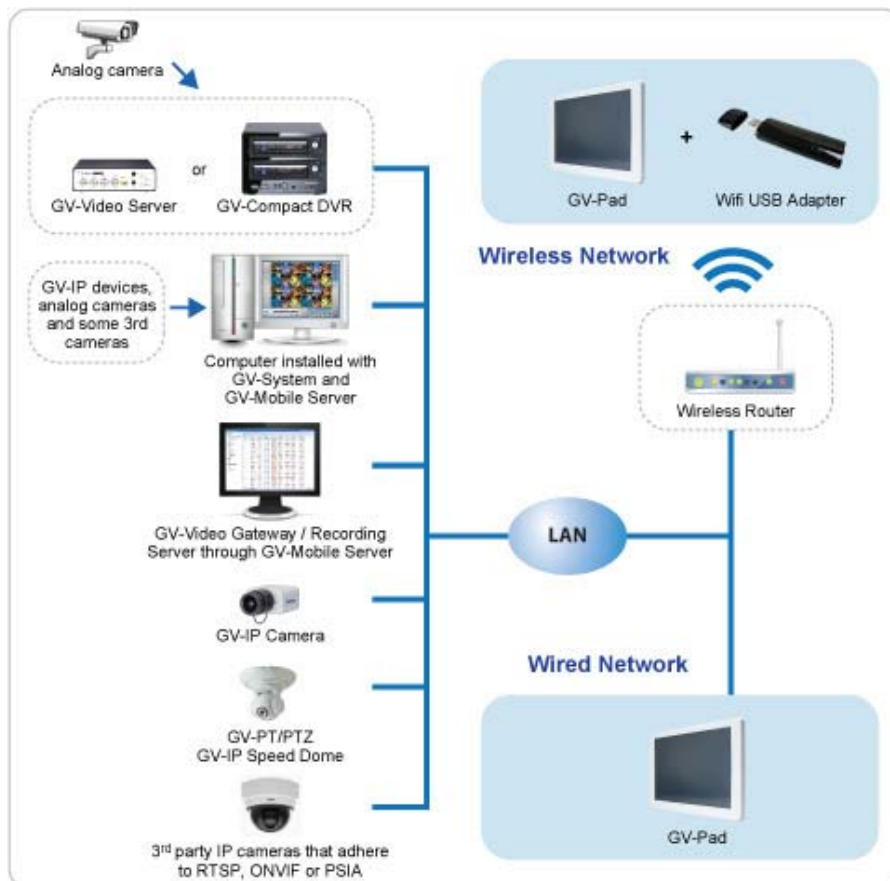 Analog camera
GV-Video Server
or
GV-Compact DVR
GV-IP devices,
analog cameras
and some 3rd
cameras
Computer installed with
GV-System and
GV-Mobile Server
GV-Video Gateway / Recording
Server through GV-Mobile Server
GV-IP Camera
GV-PT/PTZ
GV-IP Speed Dome
3rd party IP cameras that adhere
to RTSP, ONVIF or PSIA
LAN
GV-Pad
+
Wifi USB Adapter
Wireless Network
Wireless Router
Wired Network
GV-Pad